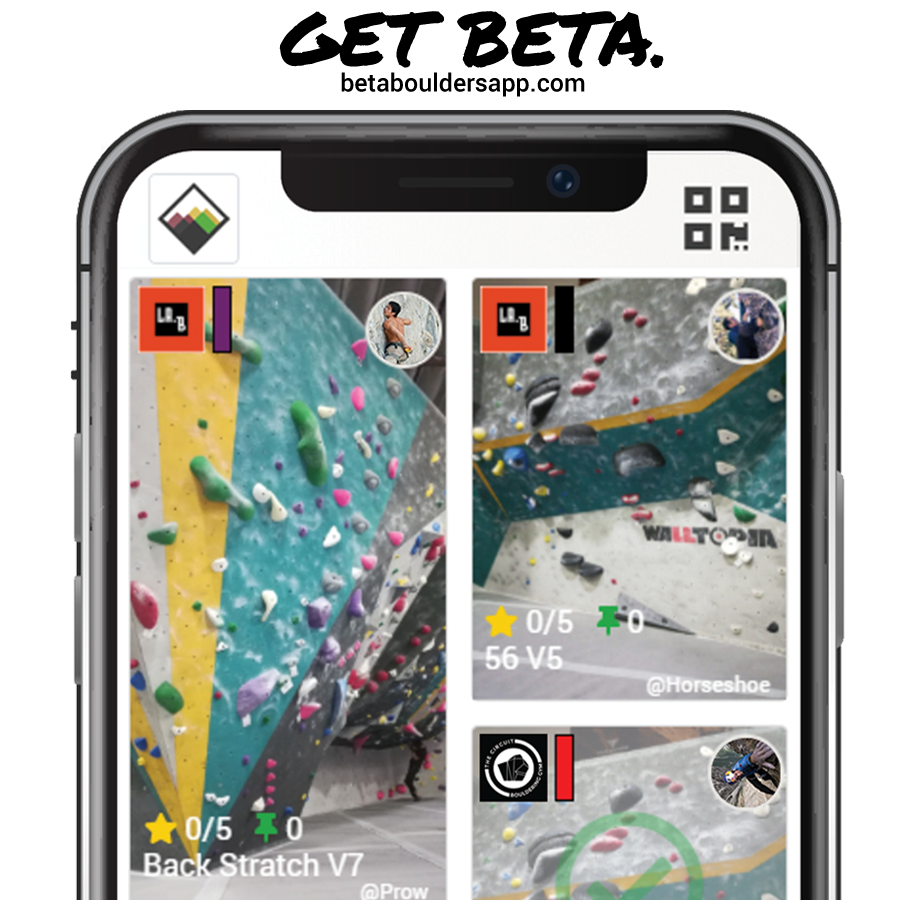 GET BETA.
betabouldersapp.com
LA.B
LA.B
WALLTOPIA
0/5 0
56 V5
@Horseshoe
THE CIRCUIT
BOULDERING GYM
0/5 0
Back Stratch V7
@Prow